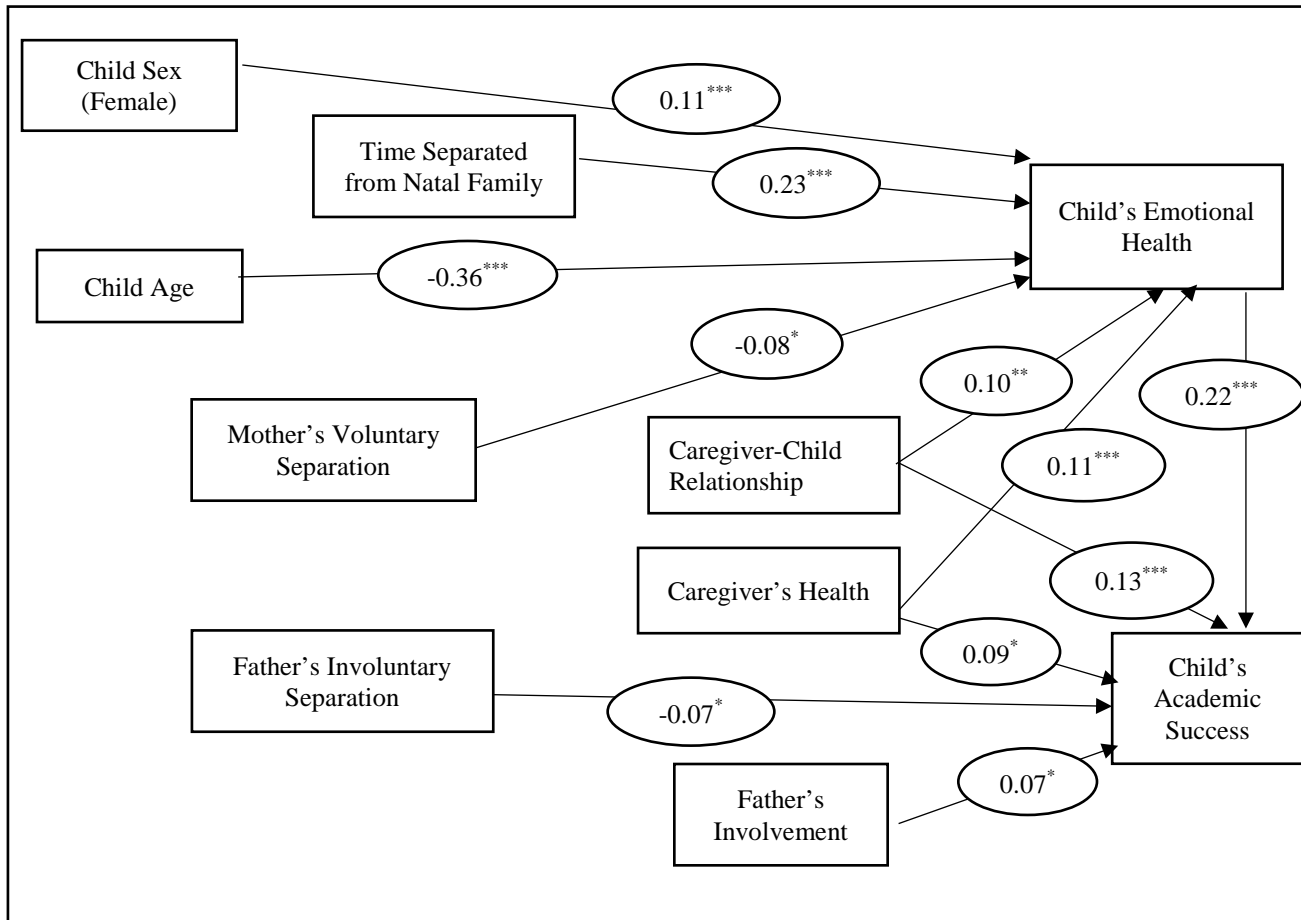 Child Sex
(Female)
0.11***
Time Separated
from Natal Family
0.23***
Child's Emotional
Health
Child Age
-0.36***
-0.08*
Mother's Voluntary
Separation
0.10**
0.22***
Caregiver-Child
Relationship
0.11***
Caregiver's Health
0.13***
0.09*
Father's Involuntary
Separation
-0.07*
Child's
Academic
Success
Father's
Involvement
0.07*